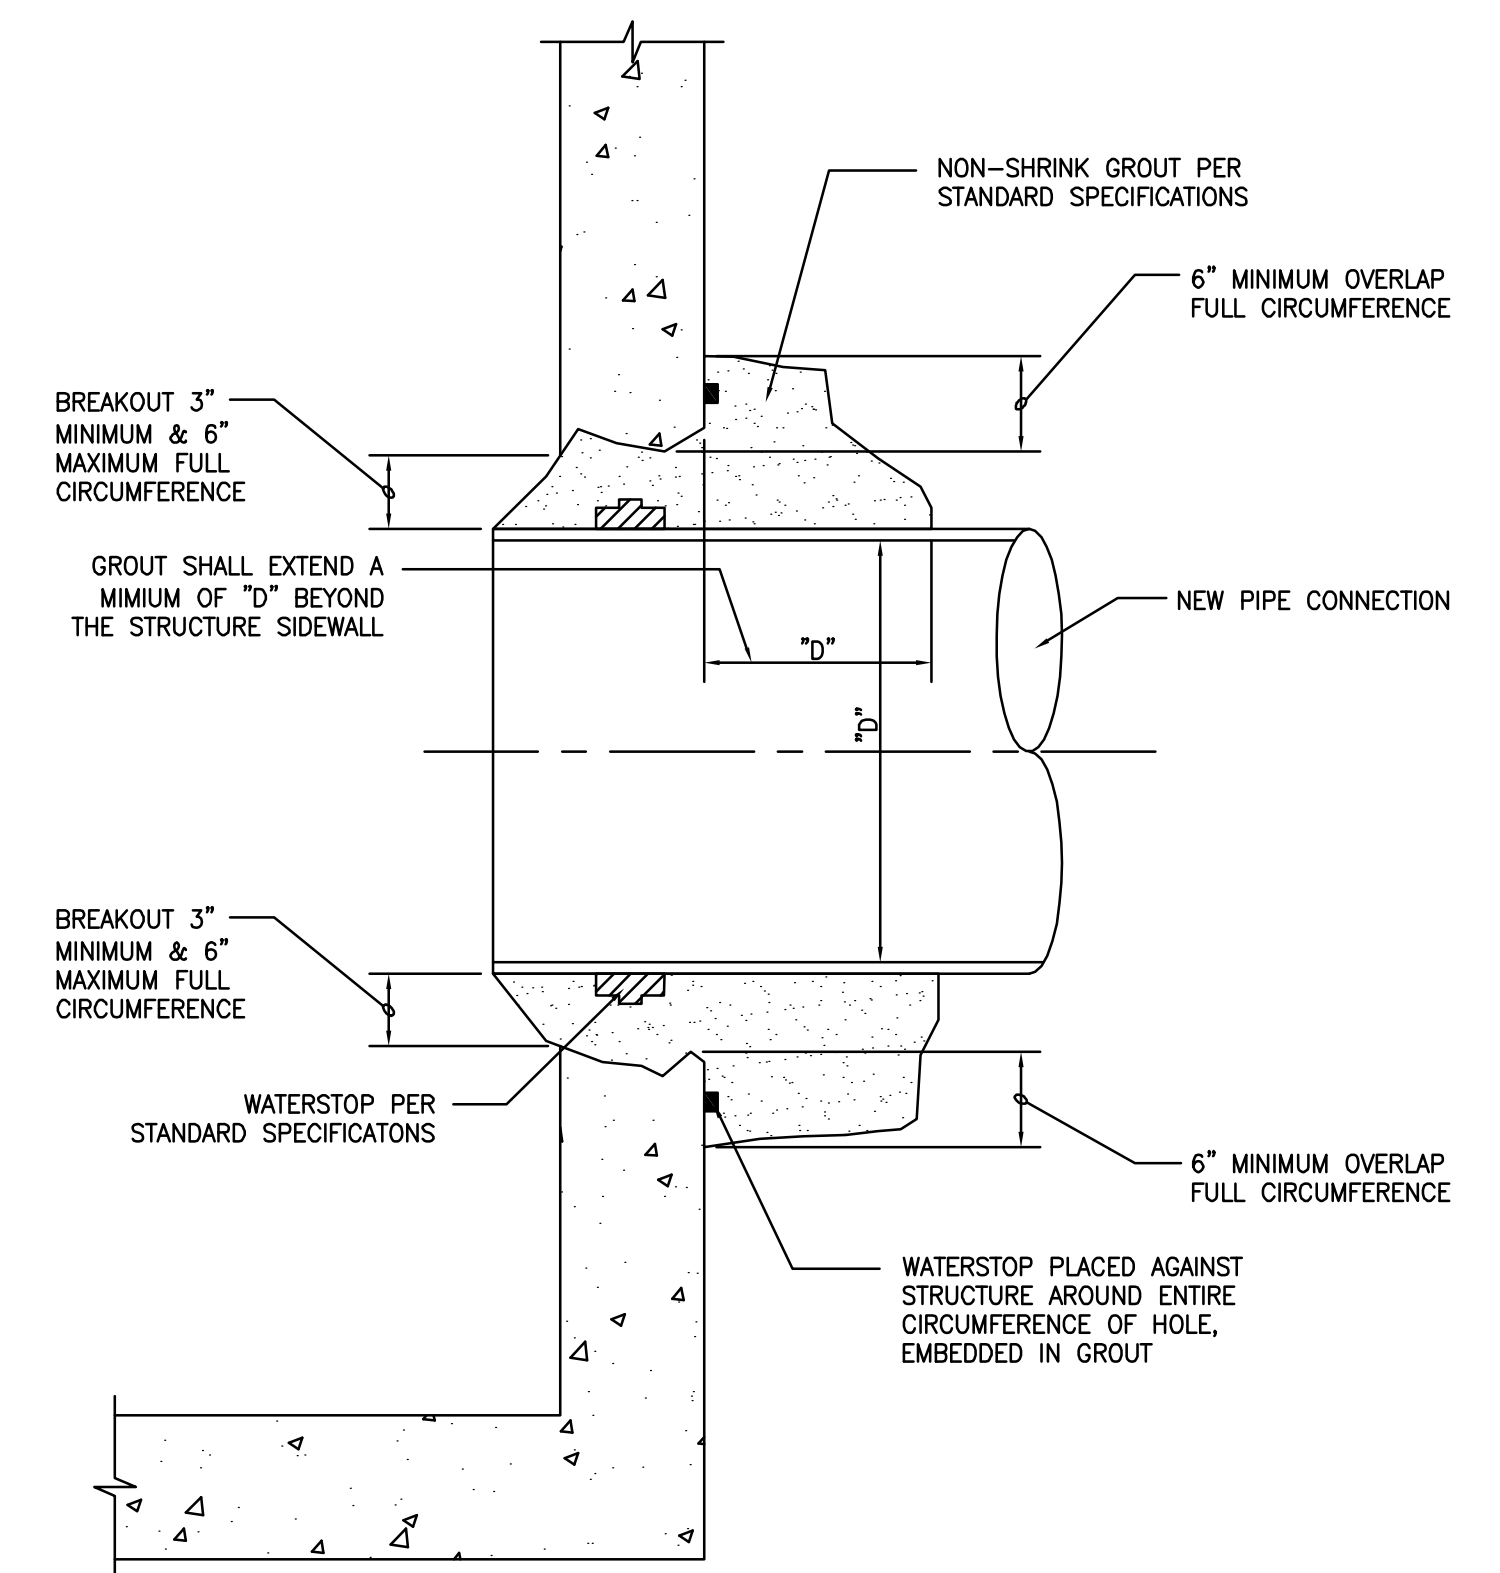 NON-SHRINK GROUT PER
STANDARD SPECIFICATIONS
6" MINIMUM OVERLAP
FULL CIRCUMFERENCE
BREAKOUT 3"
MINIMUM & 6"
MAXIMUM FULL
CIRCUMFERENCE
GROUT SHALL EXTEND A
MIMIUM OF "D" BEYOND
THE STRUCTURE SIDEWALL
NEW PIPE CONNECTION
"D"
"D"
BREAKOUT 3"
MINIMUM & 6"
MAXIMUM FULL
CIRCUMFERENCE
WATERSTOP PER
STANDARD SPECIFICATONS
6" MINIMUM OVERLAP
FULL CIRCUMFERENCE
WATERSTOP PLACED AGAINST
STRUCTURE AROUND ENTIRE
CIRCUMFERENCE OF HOLE,
EMBEDDED IN GROUT